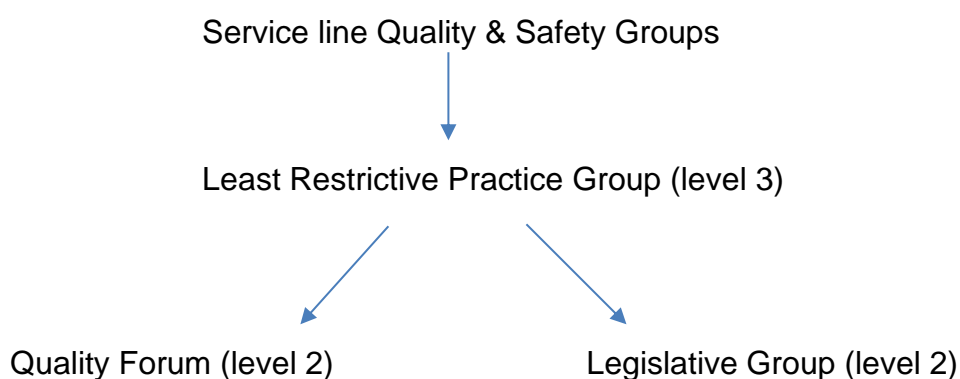 Service line Quality & Safety Groups
Least Restrictive Practice Group (level 3)
Quality Forum (level 2)
Legislative Group (level 2)